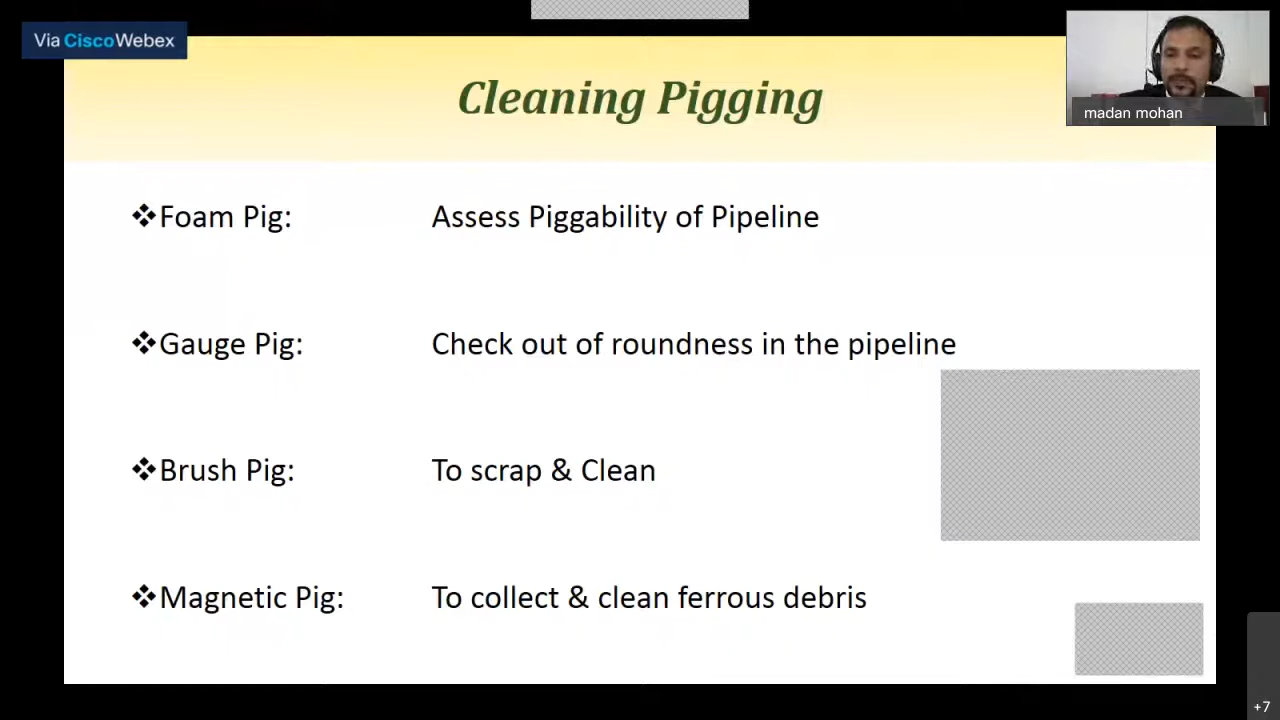 Via CiscoWebex
madan mohan
Cleaning Pigging
❖Foam Pig: Assess Piggability of Pipeline
❖Gauge Pig: Check out of roundness in the pipeline
❖Brush Pig: To scrap & Clean
❖Magnetic Pig: To collect & clean ferrous debris
+7